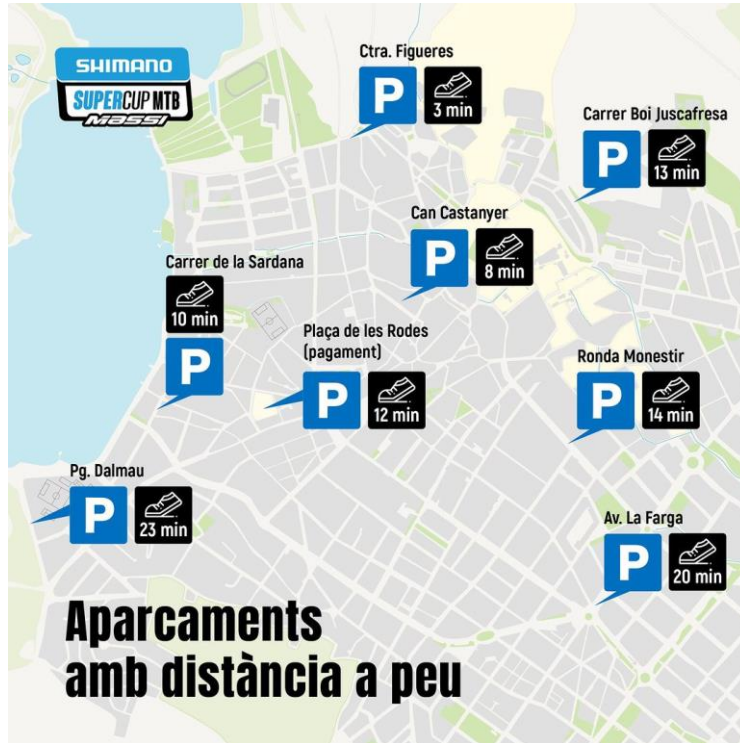 SHIMANO
SUPERCUP MTB
MASSI
Ctra. Figueres
P
3 min
Carrer Boi Juscafresa
P
13 min
Can Castanyer
P
8 min
Carrer de la Sardana
10 min
P
Plaça de les Rodes
(pagament)
P
12 min
Ronda Monestir
P
14 min
Pg. Dalmau
P
23 min
Av. La Farga
P
20 min
Aparcaments
amb distància a peu